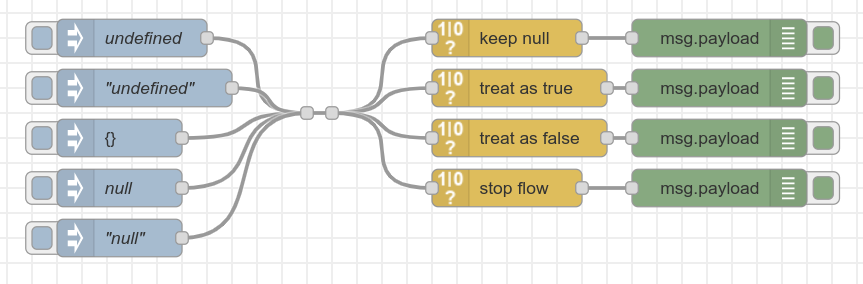 undefined
1|0
?
keep null
msg.payload
"undefined"
1|0
?
treat as true
msg.payload
{}
1|0
?
treat as false
msg.payload
null
1|0
?
stop flow
msg.payload
"null"